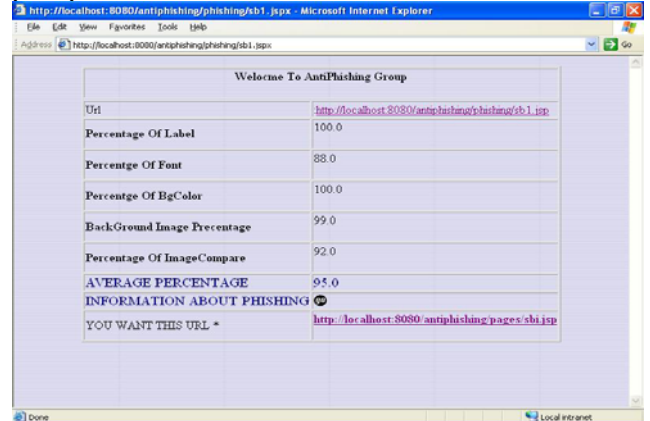 http://localhost:8080/antiphishing/phishing/sb1.jspx - Microsoft Internet Explorer
File Edit View Favorites Tools Help
Address http://localhost:8080/antiphishing/phishing/sb1.jspx Go
Welocme To AntiPhishing Group
Url http://localhost:8080/antiphishing/phishing/sb1.jsp
Percentage Of Label 100.0
Percentge Of Font 88.0
Percentge Of BgColor 100.0
BackGround Image Precentage 99.0
Percentage Of ImageCompare 92.0
AVERAGE PERCENTAGE 95.0
INFORMATION ABOUT PHISHING
YOU WANT THIS URL * http://localhost:8080/antiphishing/pages/sbi.jsp
Done Local intranet